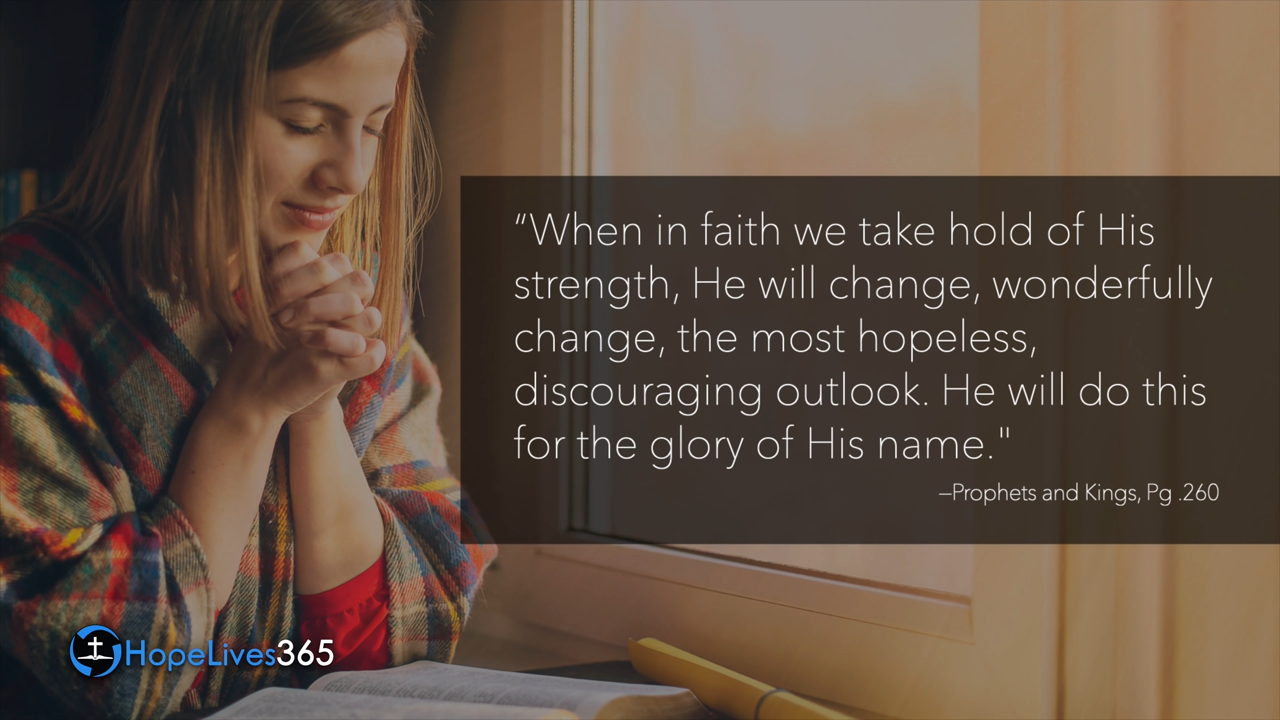 “When in faith we take hold of His
strength, He will change, wonderfully
change, the most hopeless,
discouraging outlook. He will do this
for the glory of His name."
–Prophets and Kings, Pg .260
HopeLives365